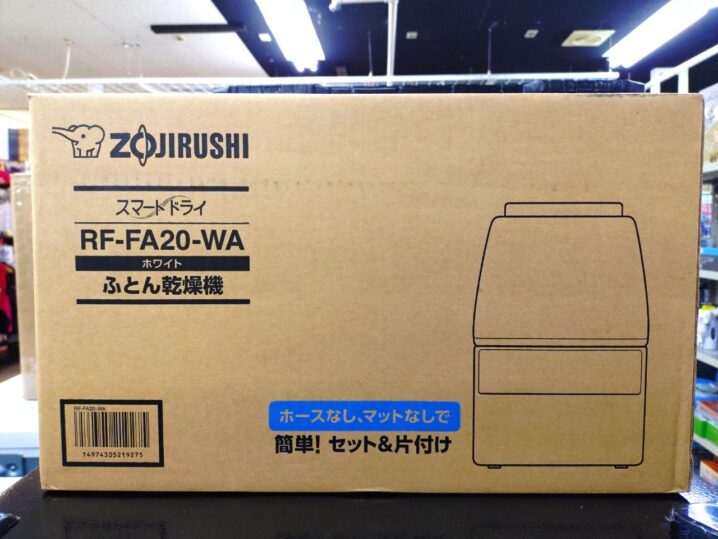 ZOJIRUSHI
スマートドライ
RF-FA20-WA
ホワイト
ふとん乾燥機
RF-FA20-WA
4974305219275
ホースなし、マットなしで
簡単! セット&片付け